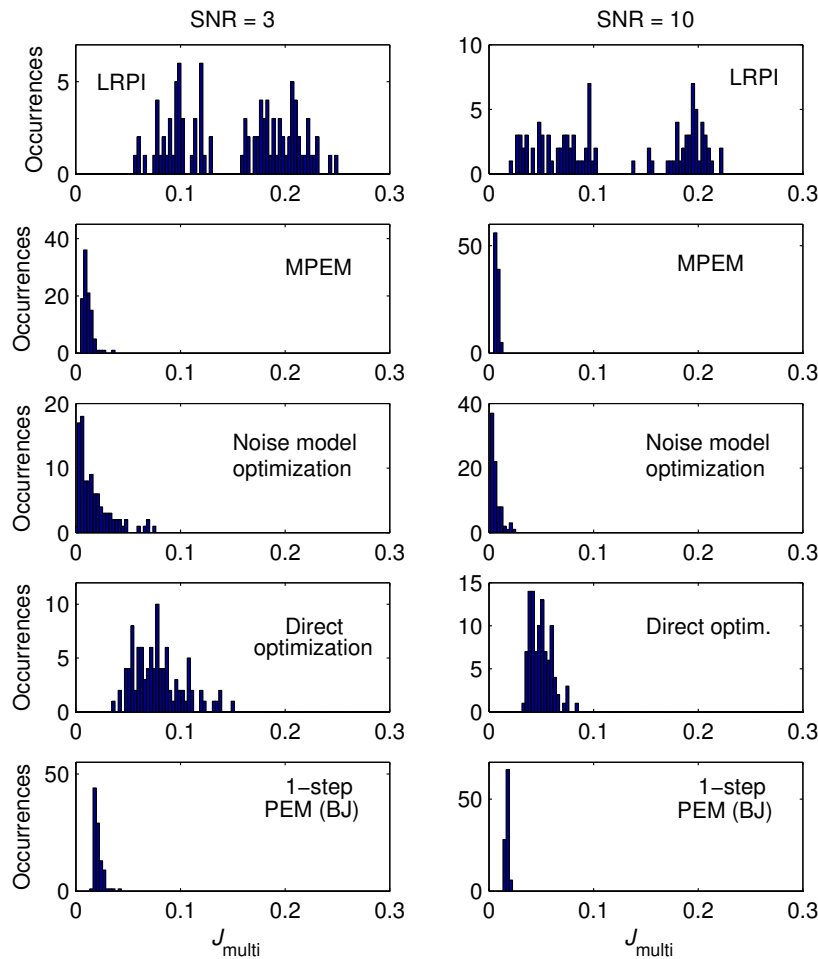 SNR = 3
SNR = 10
Occurrences
LRPI
5
0
0
0.1
0.2
0.3
LRPI
10
5
0
0
0.1
0.2
0.3
Occurrences
MPEM
40
20
0
0
0.1
0.2
0.3
MPEM
50
0
0
0.1
0.2
0.3
Occurrences
Noise model
optimization
20
10
0
0
0.1
0.2
0.3
Noise model
optimization
40
20
0
0
0.1
0.2
0.3
Occurrences
Direct
optimization
10
5
0
0
0.1
0.2
0.3
Direct optim.
15
10
5
0
0
0.1
0.2
0.3
Occurrences
1−step
PEM (BJ)
50
0
0
0.1
0.2
0.3
J multi
1−step
PEM (BJ)
50
0
0
0.1
0.2
0.3
J multi